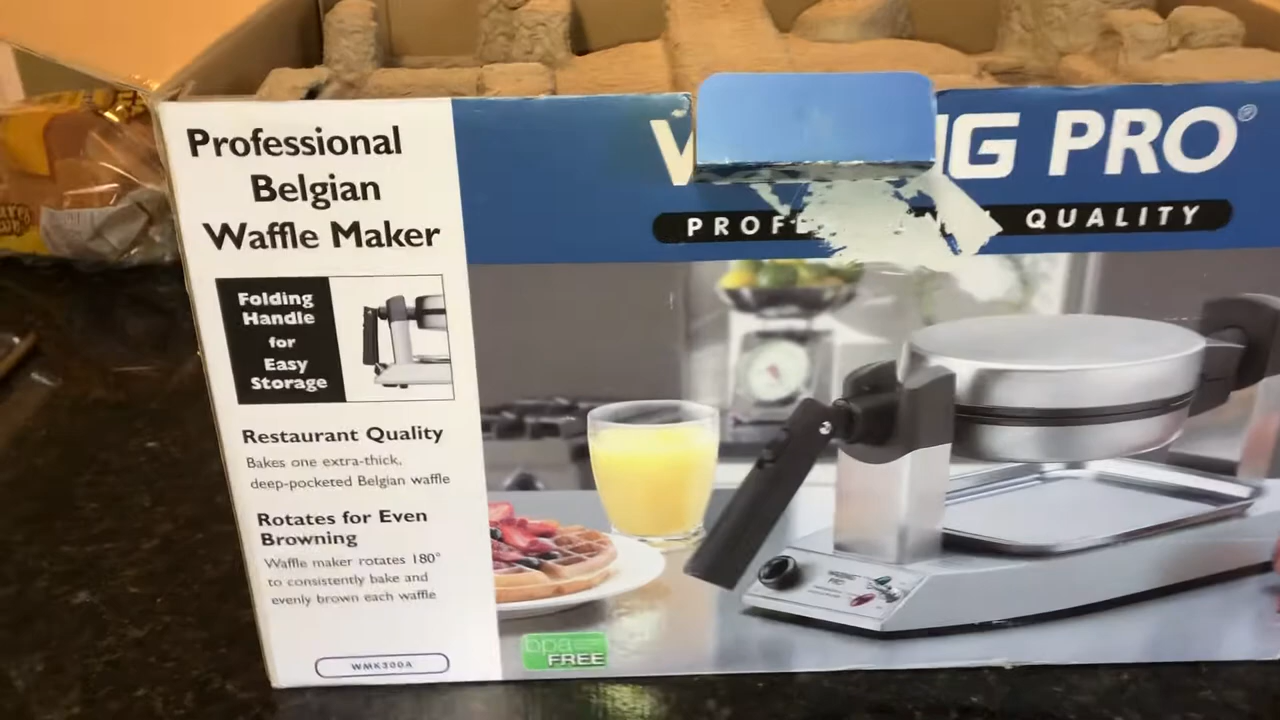 Professional
Belgian
Waffle Maker
Folding
Handle
for
Easy
Storage
Restaurant Quality
Bakes one extra-thick,
deep-pocketed Belgian waffle
Rotates for Even
Browning
Waffle maker rotates 180°
to consistently bake and
evenly brown each waffle
WMK300A
PRO®
QUALITY
bpa
FREE